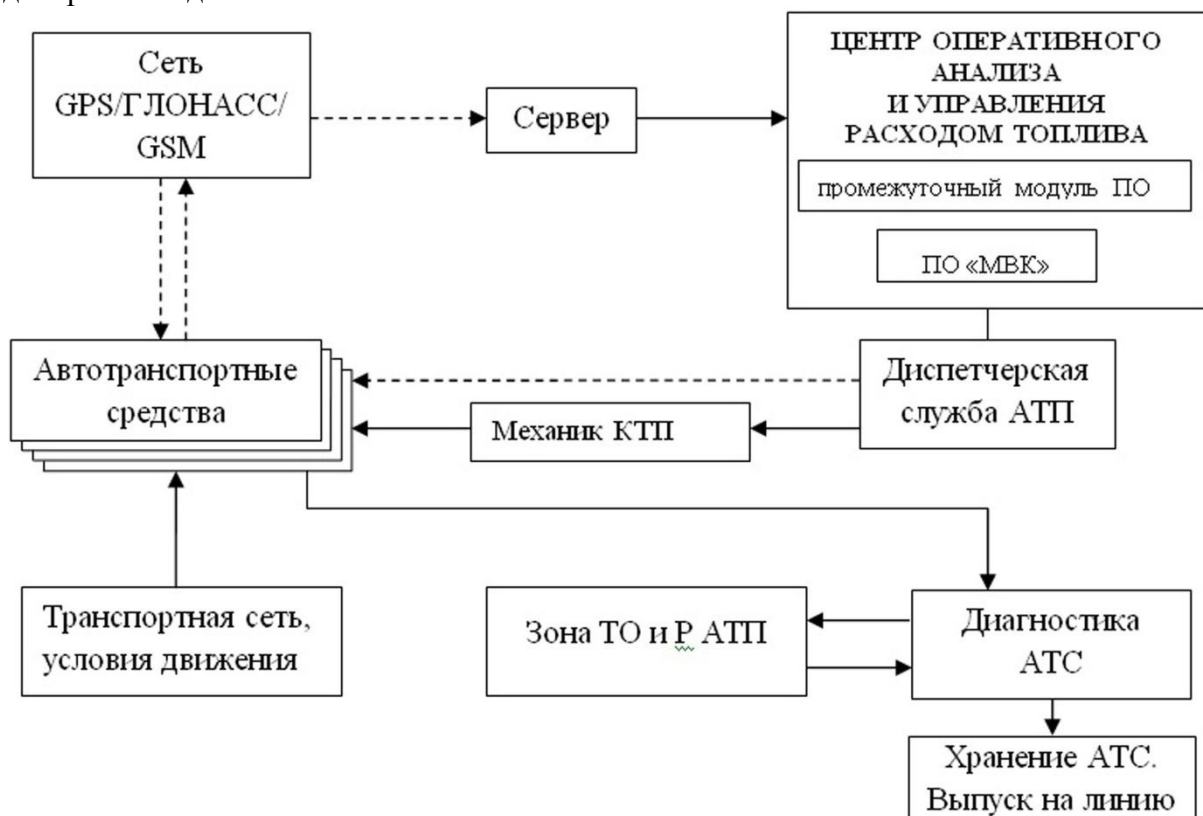 Сеть
GPS/ГЛОНАСС/
GSM
Сервер
ЦЕНТР ОПЕРАТИВНОГО
АНАЛИЗА
И УПРАВЛЕНИЯ
РАСХОДОМ ТОПЛИВА
промежуточный модуль ПО
ПО «МВК»
Автотранспортные
средства
Механик КТП
Диспетчерская
служба АТП
Транспортная сеть,
условия движения
Зона ТО и Р АТП
Диагностика
АТС
Хранение АТС.
Выпуск на линию